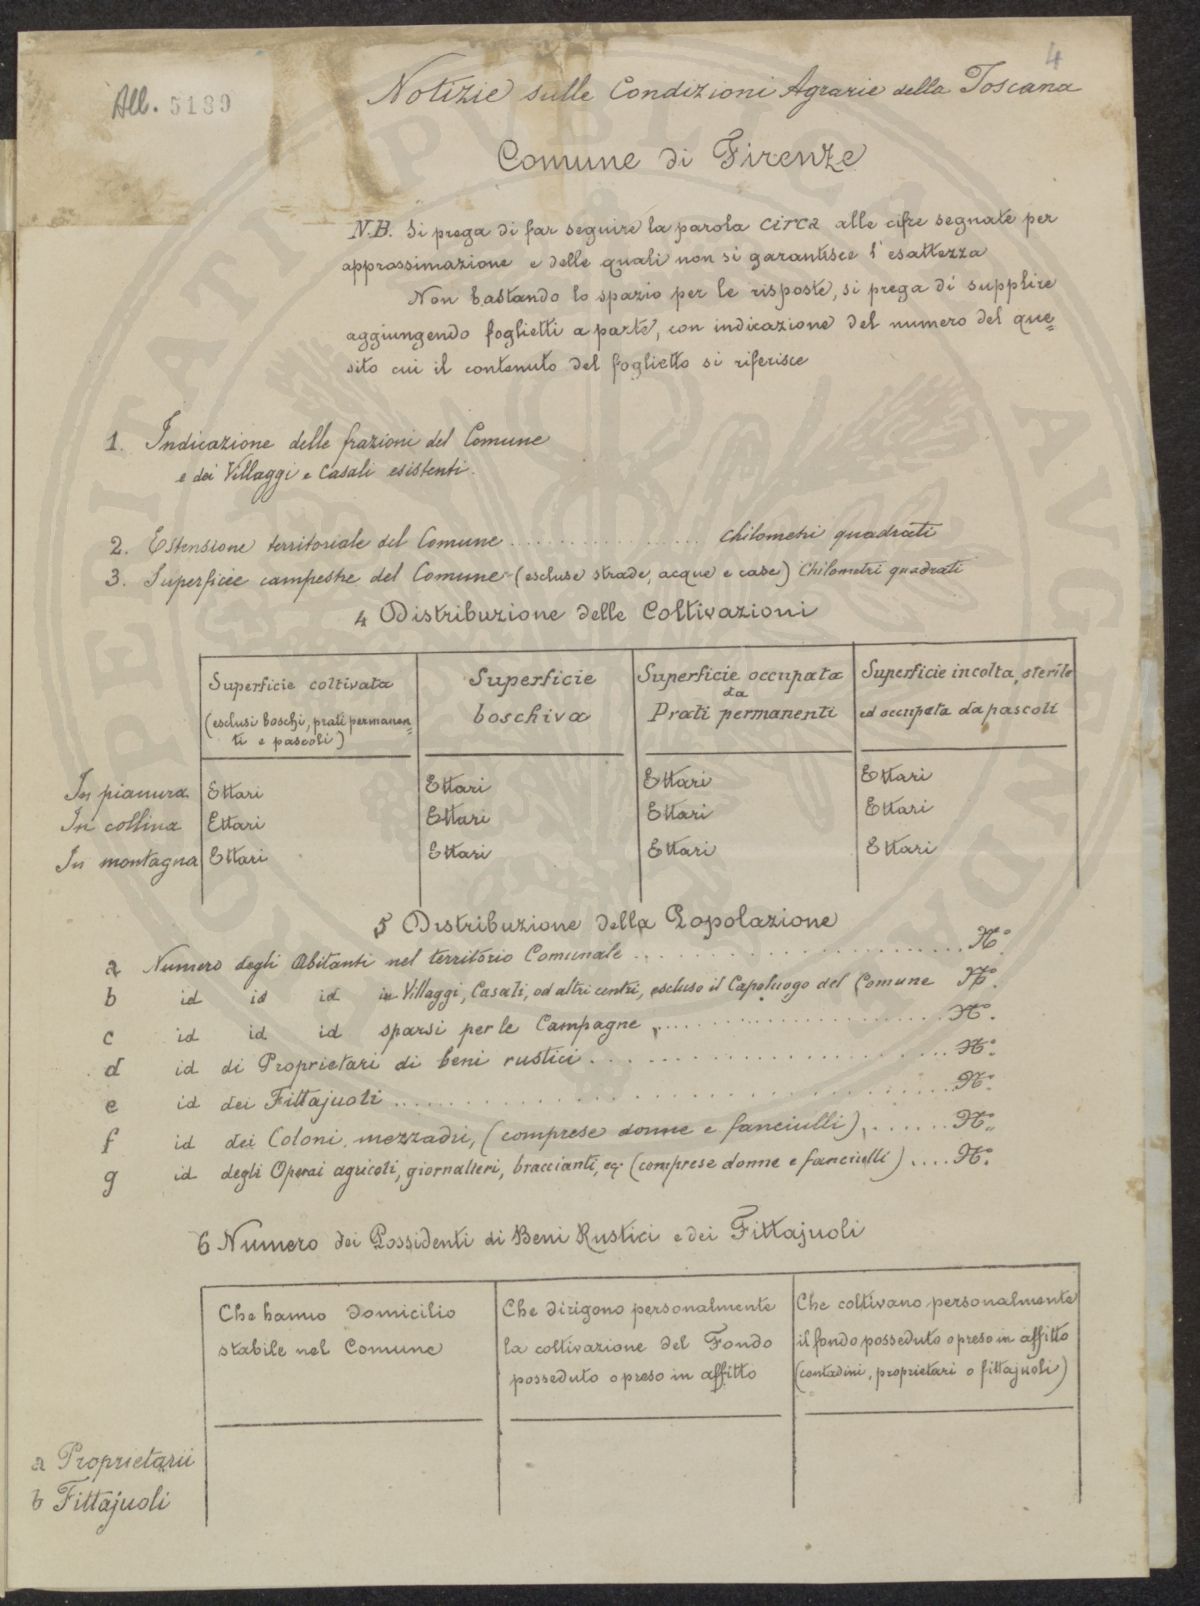 4
All. 5189
Notizie sulle Condizioni Agrarie della Toscana
Comune di Firenze
N.B. Si prega di far seguire la parola circa alle cifre segnate per
approssimazione e delle quali non si garantisce l'esattezza
Non bastando lo spazio per le risposte, si prega di supplire
aggiungendo foglietti a parte, con indicazione del numero del que=
sito cui il contenuto del foglietto si riferisce
1. Indicazione delle frazioni del Comune
e dei Villaggi e Casali esistenti.
2. Estensione territoriale del Comune .................. chilometri quadrati
3. Superficie campestre del Comune (escluse strade, acque e case) Chilometri quadrati
4 Distribuzione delle Coltivazioni
Superficie coltivata
(esclusi boschi, prati permanen=
ti e pascoli)
Superficie
boschiva
Superficie occupata
da
Prati permanenti
Superficie incolta, sterile
ed occupata da pascoli
In pianura Ettari Ettari Ettari Ettari
In collina Ettari Ettari Ettari Ettari
In montagna Ettari Ettari Ettari Ettari
5 Distribuzione della Popolazione
a Numero degli Abitanti nel territorio Comunale .......................... N°.
b id id id in Villaggi, Casali, od altri centri, escluso il Capoluogo del Comune N°.
c id id id sparsi per le Campagne .......................... N°.
d id di Proprietari di beni rustici .............................. N°.
e id dei Fittajuoli .......................................... N°.
f id dei Coloni, mezzadri, (comprese donne e fanciulli) ........ N°.
g id degli Operai agricoli, giornalieri, braccianti, ec. (comprese donne e fanciulli) .... N°.
6 Numero dei Possidenti di Beni Rustici e dei Fittajuoli
Che hanno domicilio
stabile nel Comune
Che dirigono personalmente
la coltivazione del Fondo
posseduto o preso in affitto
Che coltivano personalmente
il fondo posseduto o preso in affitto
(contadini, proprietari o fittajuoli)
a Proprietarii
b Fittajuoli